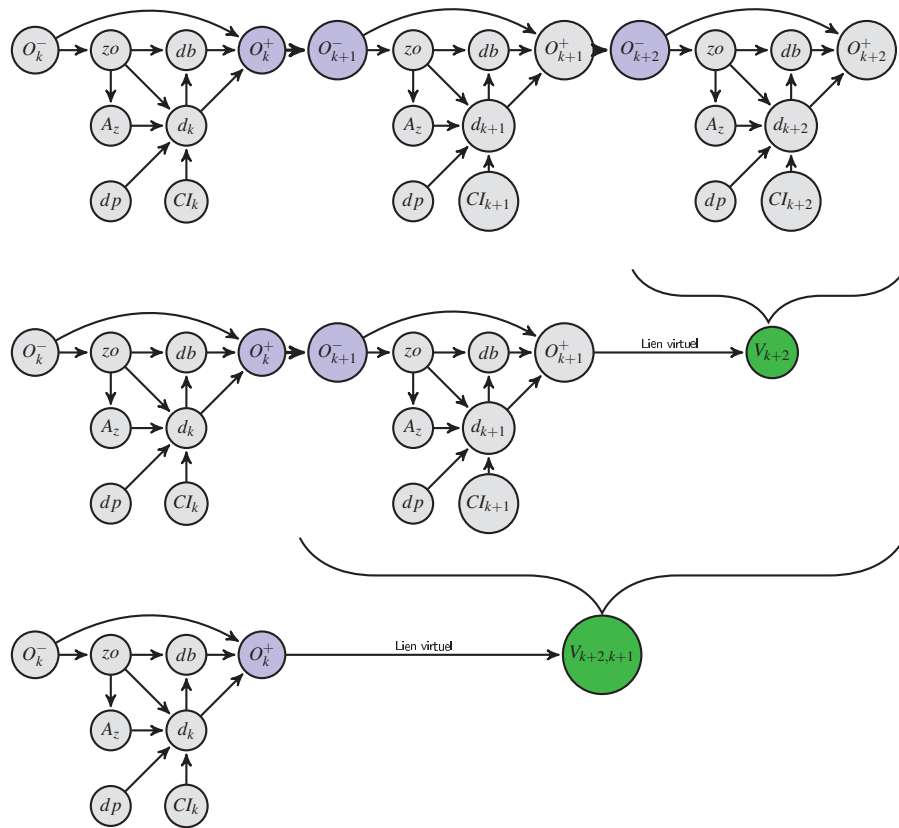 O_k^- zo db O_k^+ O_{k+1}^- zo db O_{k+1}^+ O_{k+2}^- zo db O_{k+2}^+
A_z d_k A_z d_{k+1} A_z d_{k+2}
dp CI_k dp CI_{k+1} dp CI_{k+2}
O_k^- zo db O_k^+ O_{k+1}^- zo db O_{k+1}^+ Lien virtuel V_{k+2}
A_z d_k A_z d_{k+1}
dp CI_k dp CI_{k+1}
O_k^- zo db O_k^+ Lien virtuel V_{k+2,k+1}
A_z d_k
dp CI_k